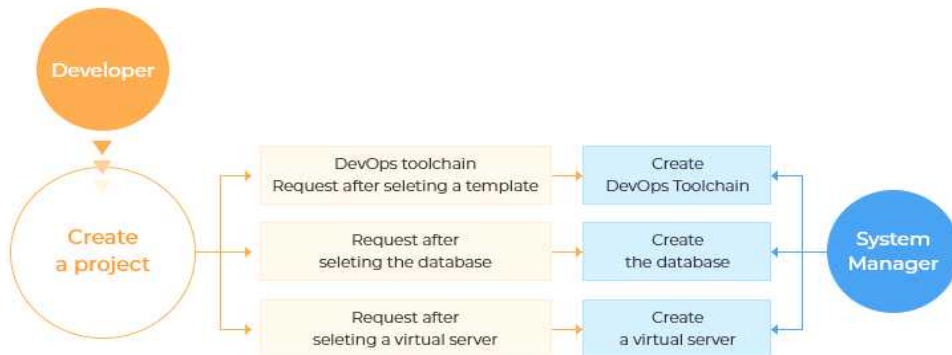 Developer
DevOps toolchain
Request after seleting a template
Create
DevOps Toolchain
Create
a project
Request after
seleting the database
Create
the database
System
Manager
Request after
seleting a virtual server
Create
a virtual server